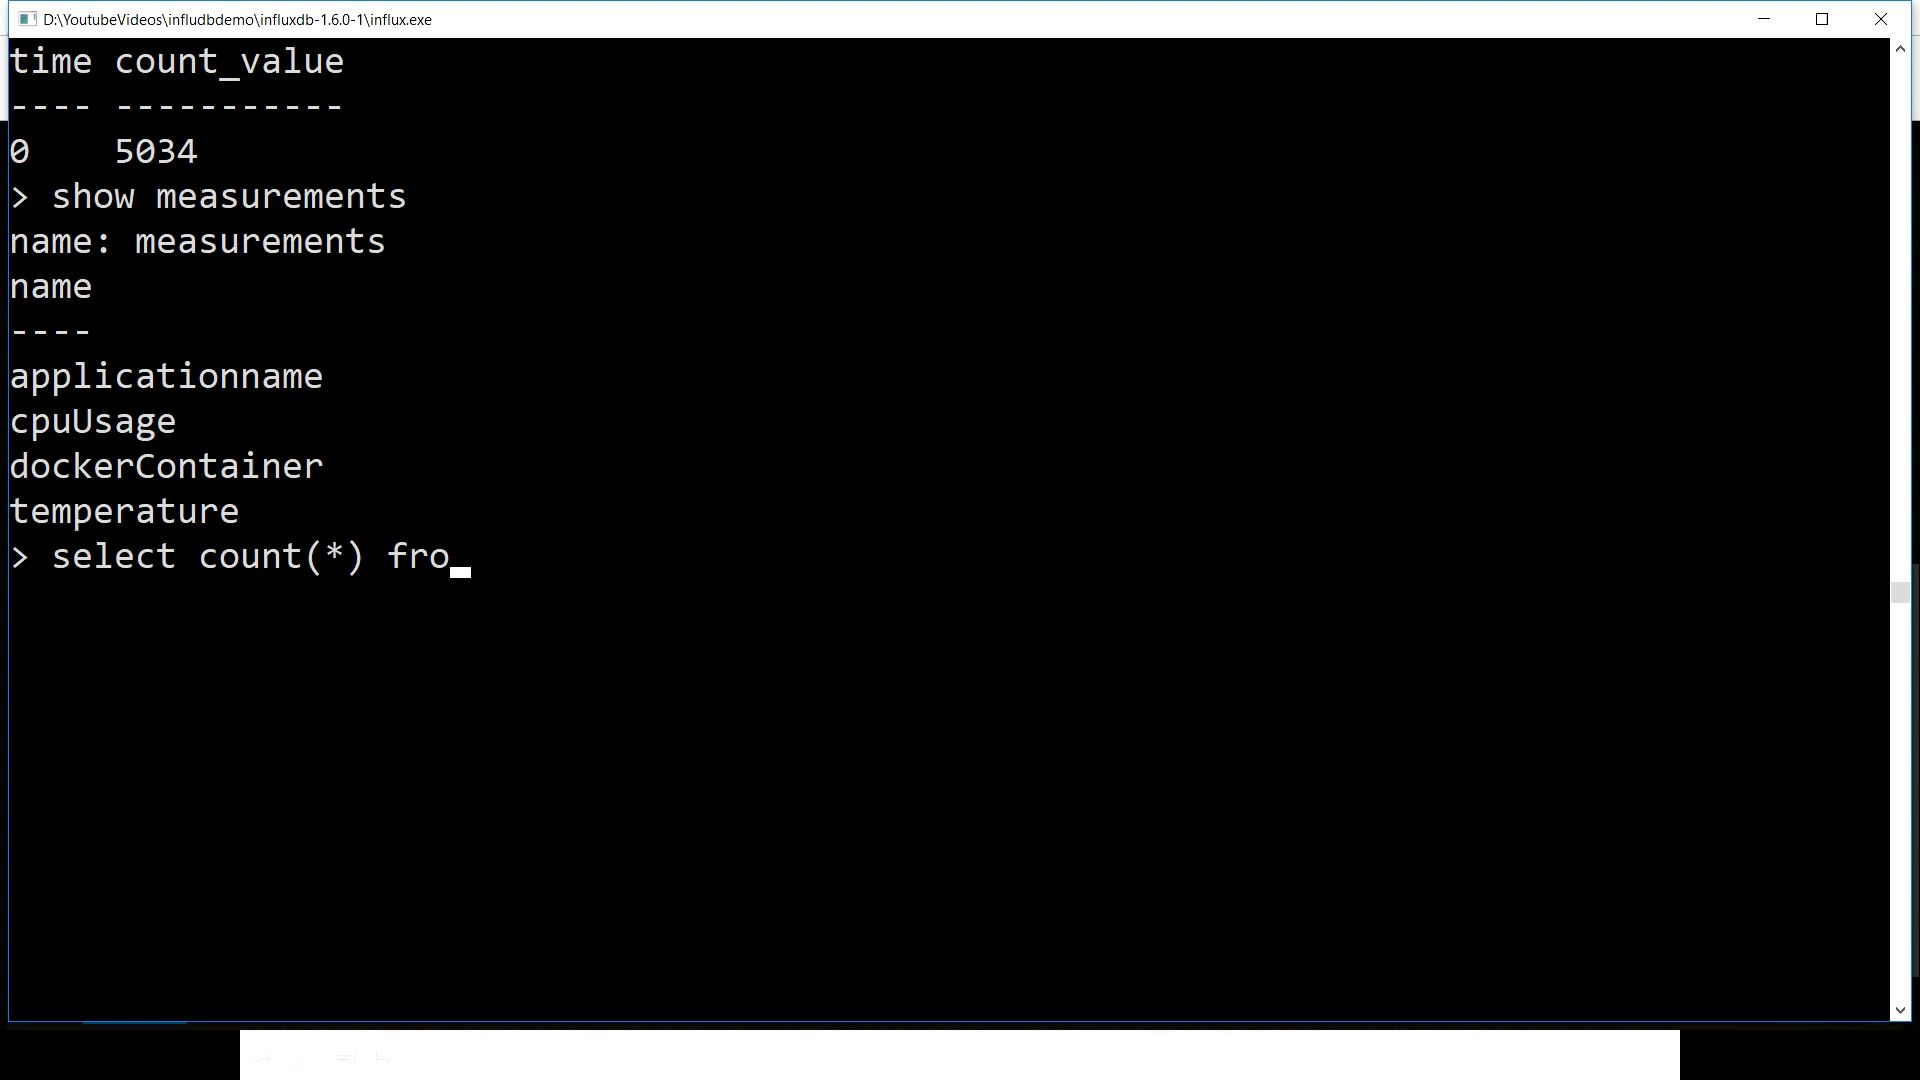 D:\YoutubeVideos\infludbdemo\influxdb-1.6.0-1\influx.exe
time count_value
---- -----------
0    5034
> show measurements
name: measurements
name
----
applicationname
cpuUsage
dockerContainer
temperature
> select count(*) fro